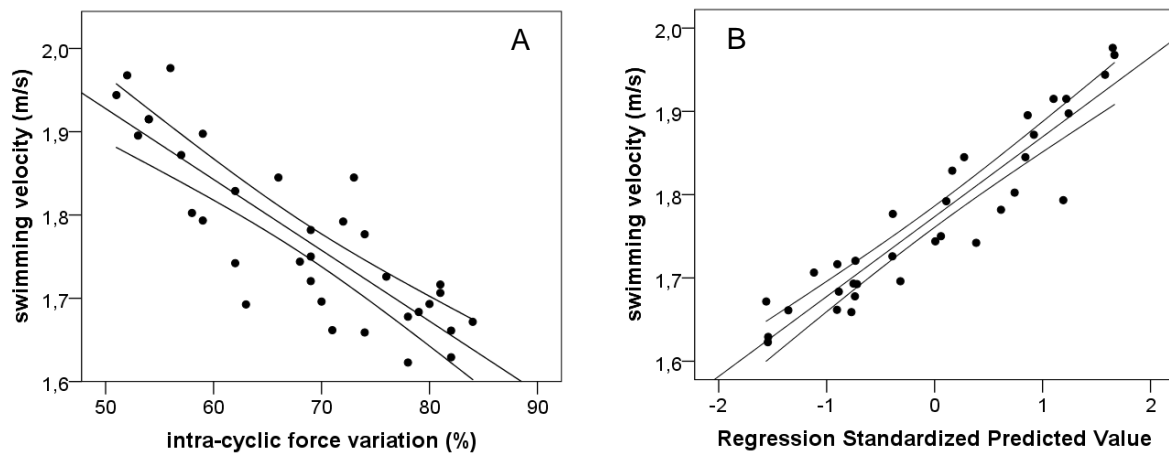 A
swimming velocity (m/s)
2,0
1,9
1,8
1,7
1,6
50 60 70 80 90
intra-cyclic force variation (%)
B
swimming velocity (m/s)
2,0
1,9
1,8
1,7
1,6
-2 -1 0 1 2
Regression Standardized Predicted Value